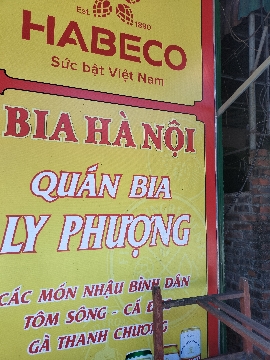 Est. 1890
HABECO
Sức bật Việt Nam
BIA HÀ NỘI
QUÁN BIA
LY PHƯỢNG
CÁC MÓN NHẬU BÌNH DÂN
TÔM SÔNG - CÁ
GÀ THANH CHƯƠNG